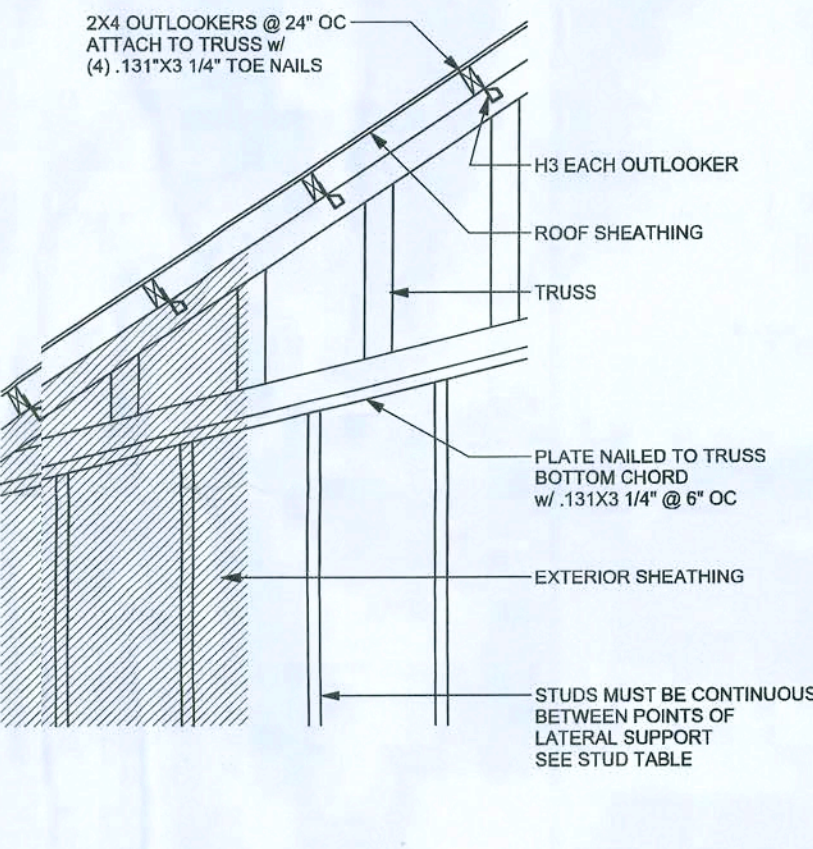 2X4 OUTLOOKERS @ 24" OC
ATTACH TO TRUSS w/
(4) .131"X3 1/4" TOE NAILS
H3 EACH OUTLOOKER
ROOF SHEATHING
TRUSS
PLATE NAILED TO TRUSS
BOTTOM CHORD
w/ .131X3 1/4" @ 6" OC
EXTERIOR SHEATHING
STUDS MUST BE CONTINUOUS
BETWEEN POINTS OF
LATERAL SUPPORT
SEE STUD TABLE